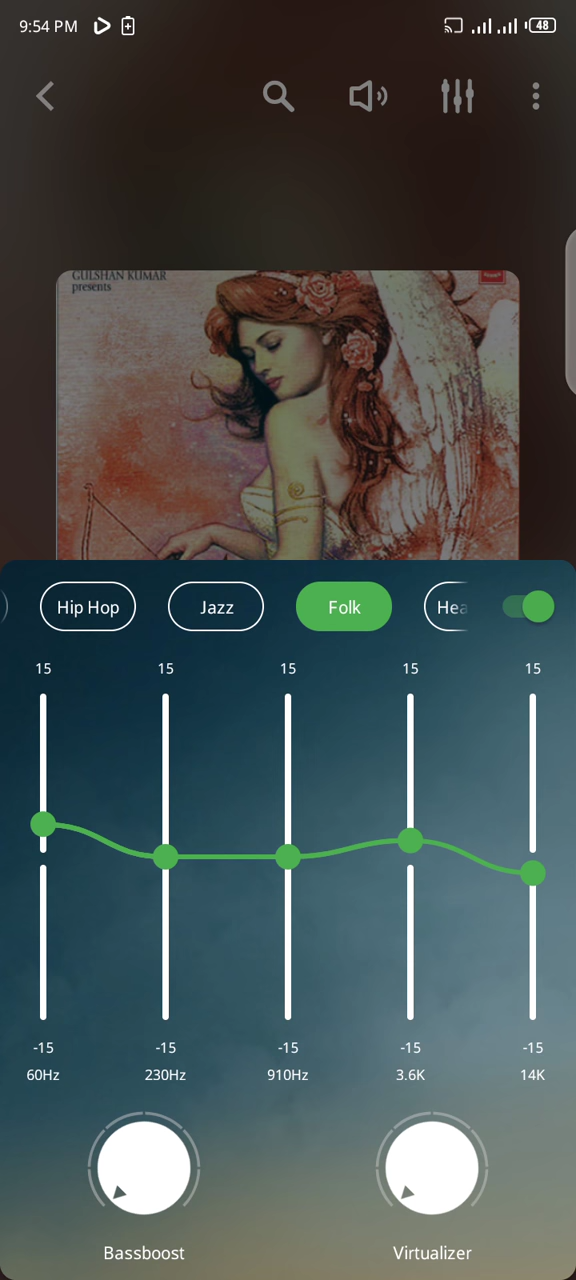 9:54 PM
48
GULSHAN KUMAR
presents
Hip Hop
Jazz
Folk
Hea
15 15 15 15 15
-15 -15 -15 -15 -15
60Hz 230Hz 910Hz 3.6K 14K
Bassboost
Virtualizer